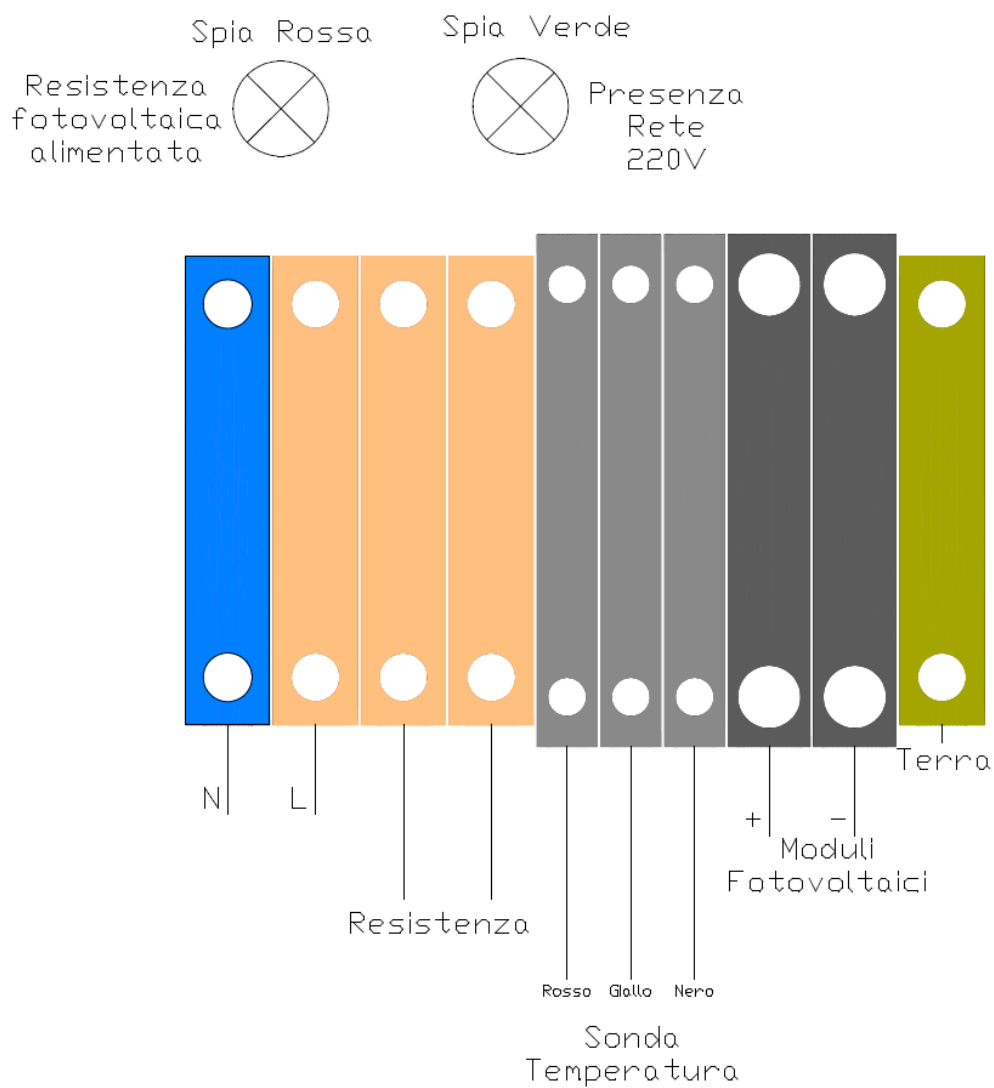 Spia Rossa
Spia Verde
Resistenza
fotovoltaica
alimentata
Presenza
Rete
220V
N
L
Resistenza
Rosso
Giallo
Nero
Sonda
Temperatura
+
-
Moduli
Fotovoltaici
Terra